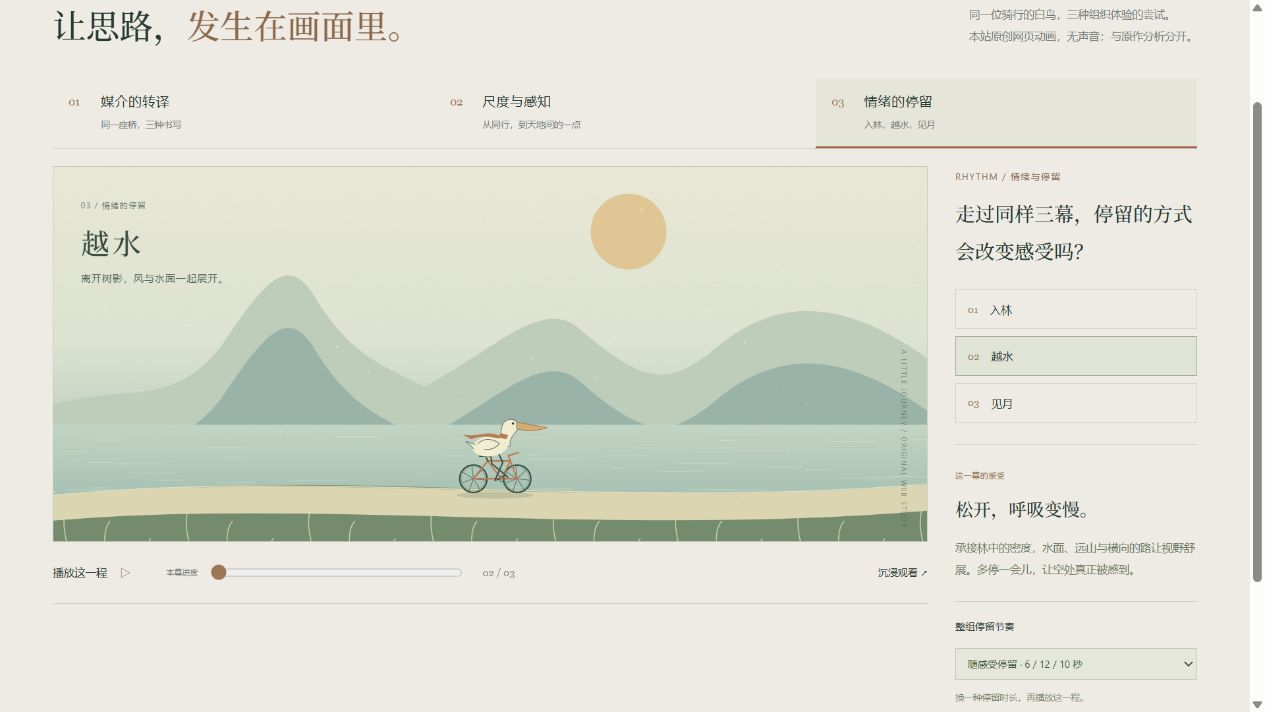 让思路，发生在画面里。
同一位骑行的白鸟，三种组织体验的尝试。
本站原创网页动画，无声音；与原作分析分开。
01 媒介的转译
同一座桥，三种书写
02 尺度与感知
从同行，到天地间的一点
03 情绪的停留
入林，越水，见月
03 / 情绪的停留
越水
离开树影，风与水面一起展开。
A LITTLE JOURNEY / ORIGINAL WEB STUDY
播放这一程 ▷
本幕进度
02 / 03
沉浸观看 ↗
RHYTHM / 情绪与停留
走过同样三幕，停留的方式
会改变感受吗？
01 入林
02 越水
03 见月
这一幕的感受
松开，呼吸变慢。
承接林中的密度，水面、远山与横向的路让视野舒
展。多停一会儿，让空处真正被感到。
整组停留节奏
随感受停留 · 6 / 12 / 10 秒
换一种停留时长，再播放这一程。